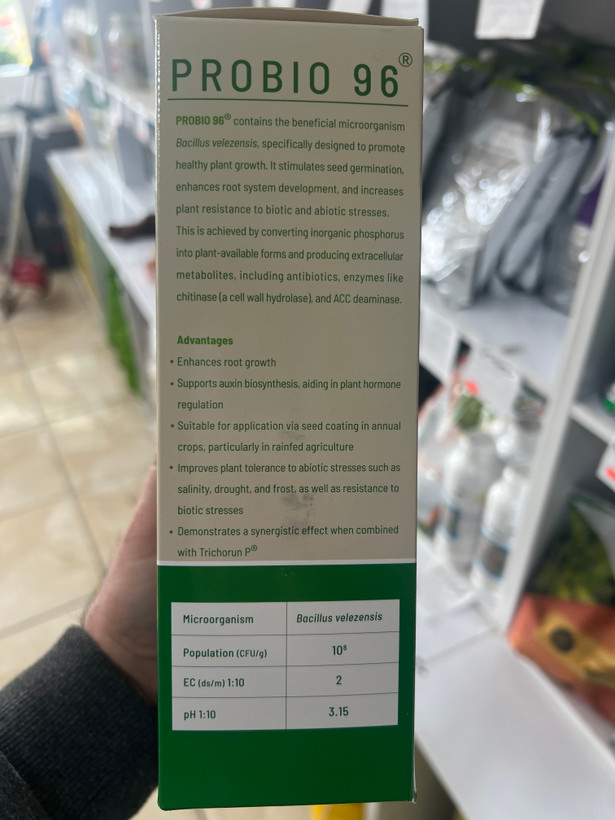 PROBIO 96®
PROBIO 96® contains the beneficial microorganism
Bacillus velezensis, specifically designed to promote
healthy plant growth. It stimulates seed germination,
enhances root system development, and increases
plant resistance to biotic and abiotic stresses.
This is achieved by converting inorganic phosphorus
into plant-available forms and producing extracellular
metabolites, including antibiotics, enzymes like
chitinase (a cell wall hydrolase), and ACC deaminase.
Advantages
• Enhances root growth
• Supports auxin biosynthesis, aiding in plant hormone
regulation
• Suitable for application via seed coating in annual
crops, particularly in rainfed agriculture
• Improves plant tolerance to abiotic stresses such as
salinity, drought, and frost, as well as resistance to
biotic stresses
• Demonstrates a synergistic effect when combined
with Trichorun P®
Microorganism Bacillus velezensis
Population (CFU/g) 10⁸
EC (ds/m) 1:10 2
pH 1:10 3.15